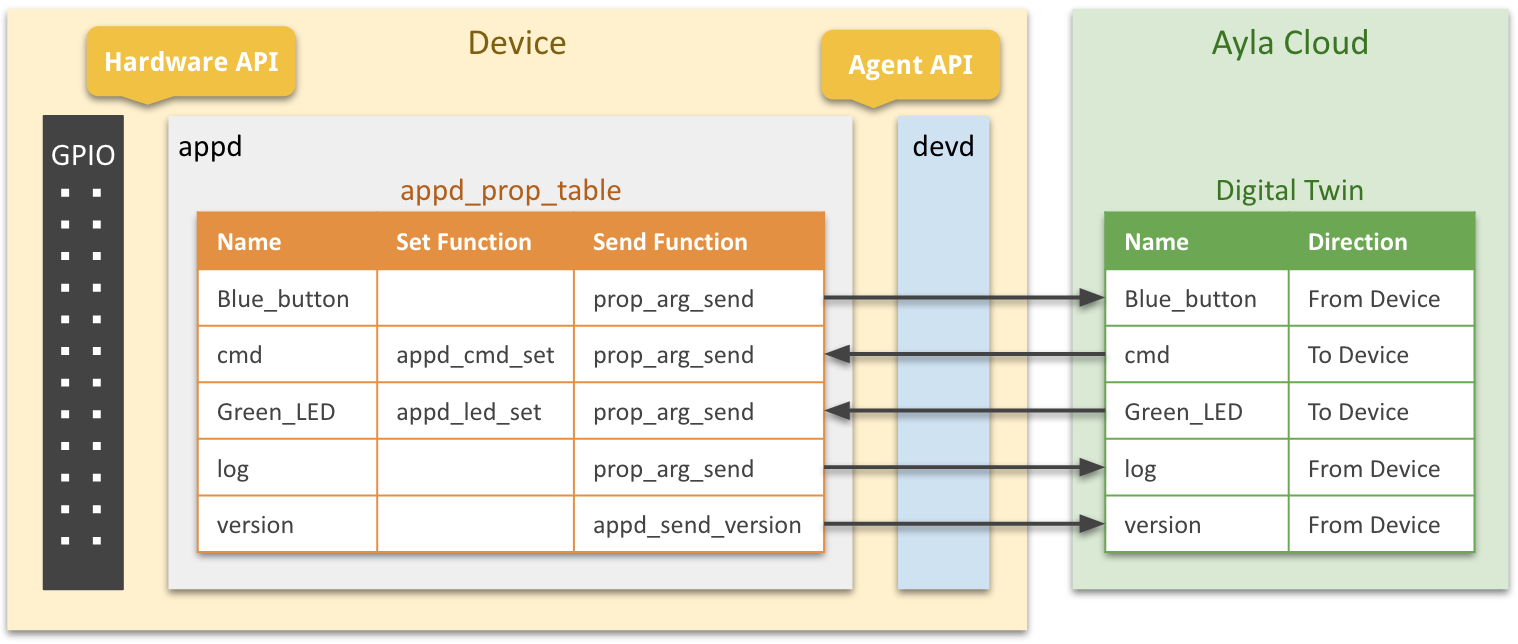 Device
Ayla Cloud
Hardware API
Agent API
GPIO
appd
devd
appd_prop_table
Digital Twin
Name Set Function Send Function
Blue_button prop_arg_send
cmd appd_cmd_set prop_arg_send
Green_LED appd_led_set prop_arg_send
log prop_arg_send
version appd_send_version
Name Direction
Blue_button From Device
cmd To Device
Green_LED To Device
log From Device
version From Device